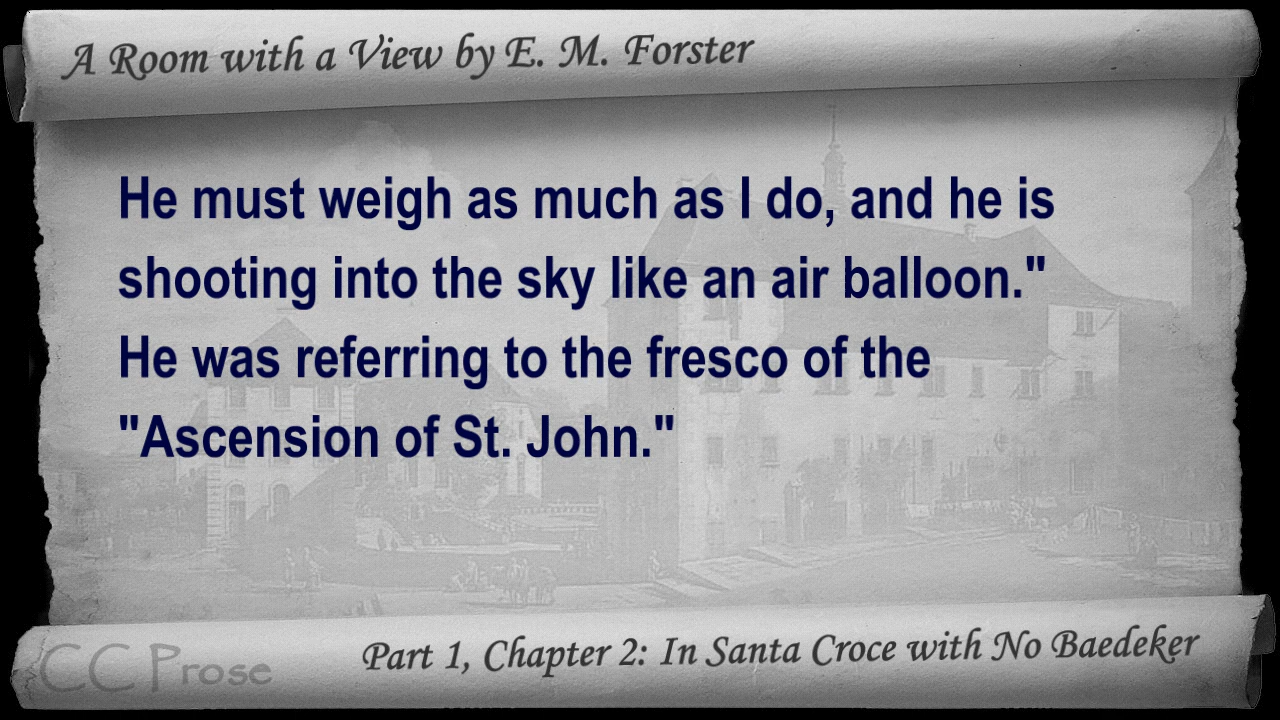 A Room with a View by E. M. Forster
He must weigh as much as I do, and he is
shooting into the sky like an air balloon."
He was referring to the fresco of the
"Ascension of St. John."
Part 1, Chapter 2: In Santa Croce with No Baedeker
CC Prose